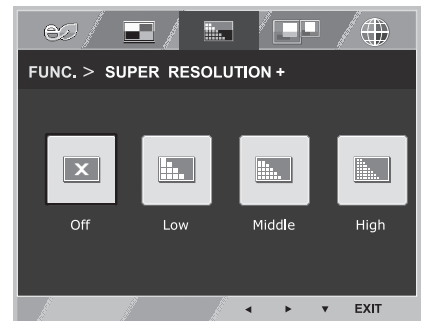 FUNC. > SUPER RESOLUTION +
Off Low Middle High
EXIT